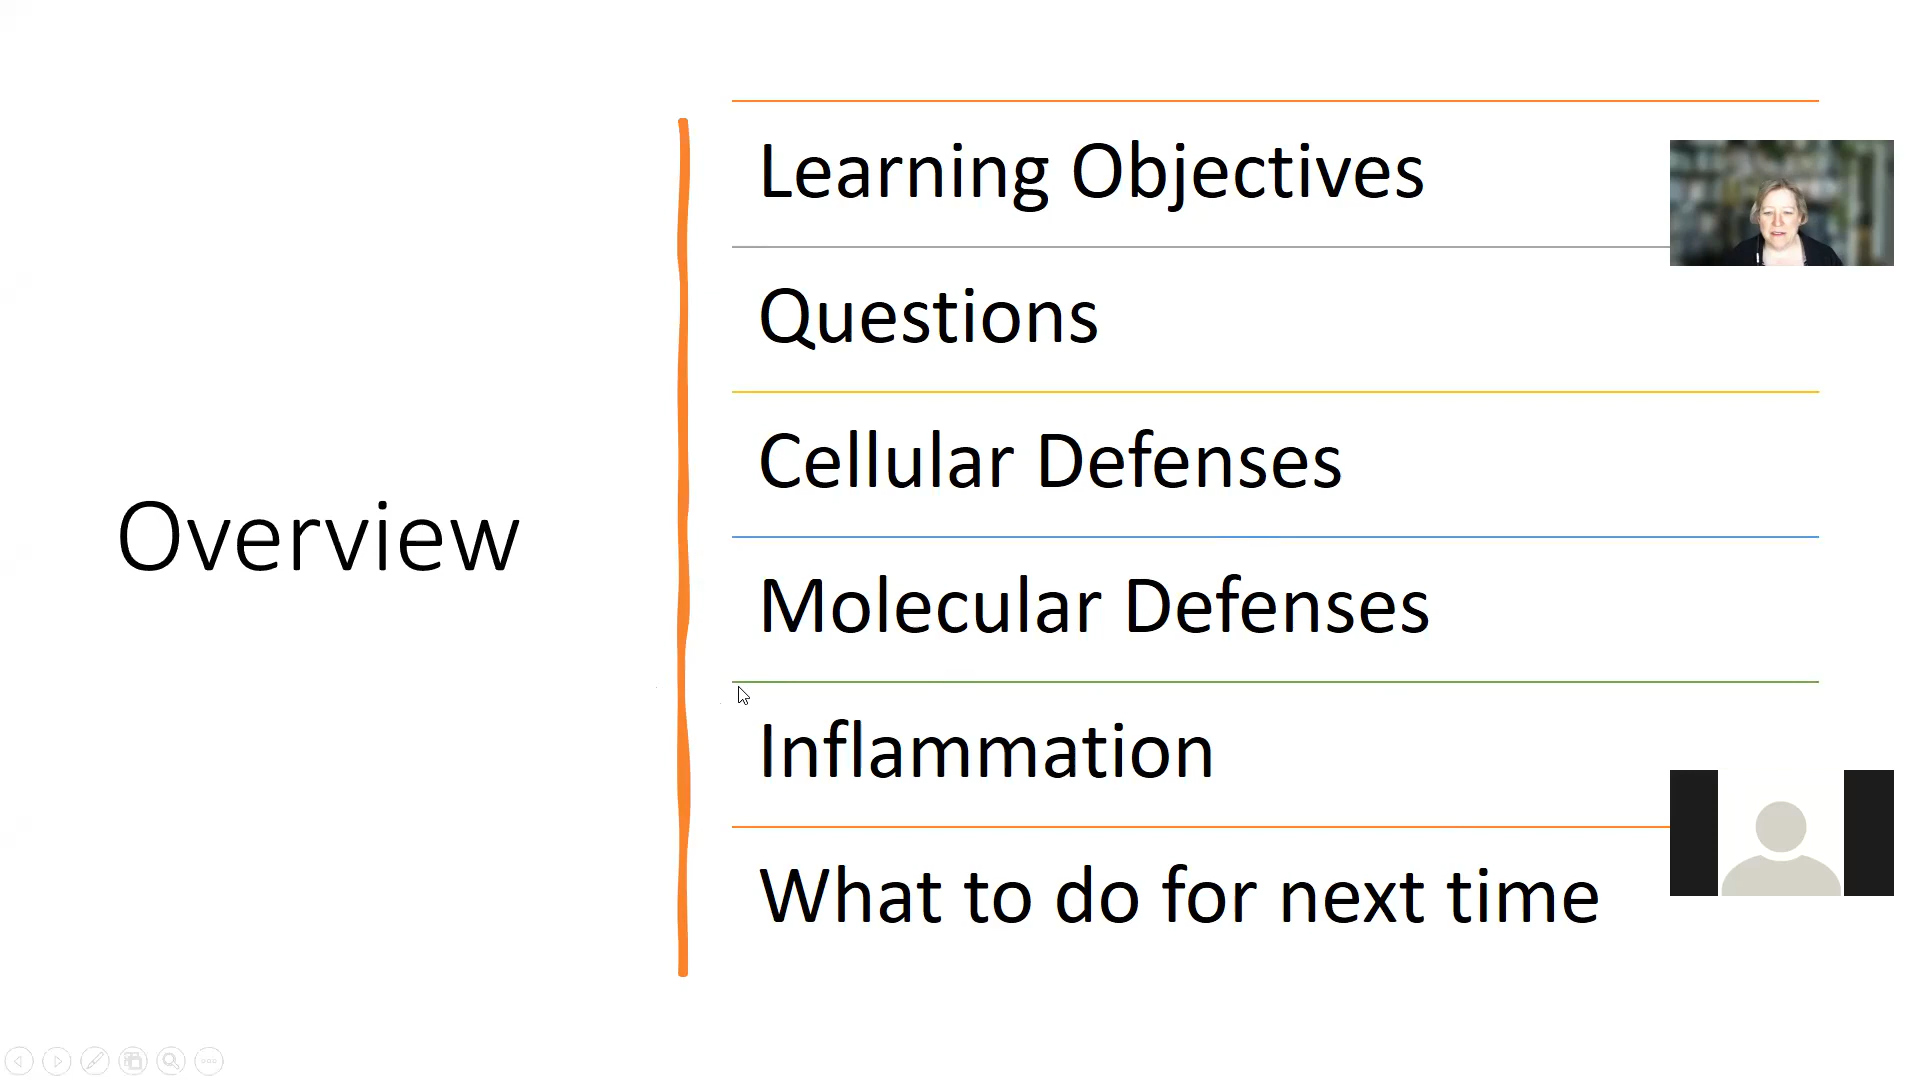 Overview
Learning Objectives
Questions
Cellular Defenses
Molecular Defenses
Inflammation
What to do for next time